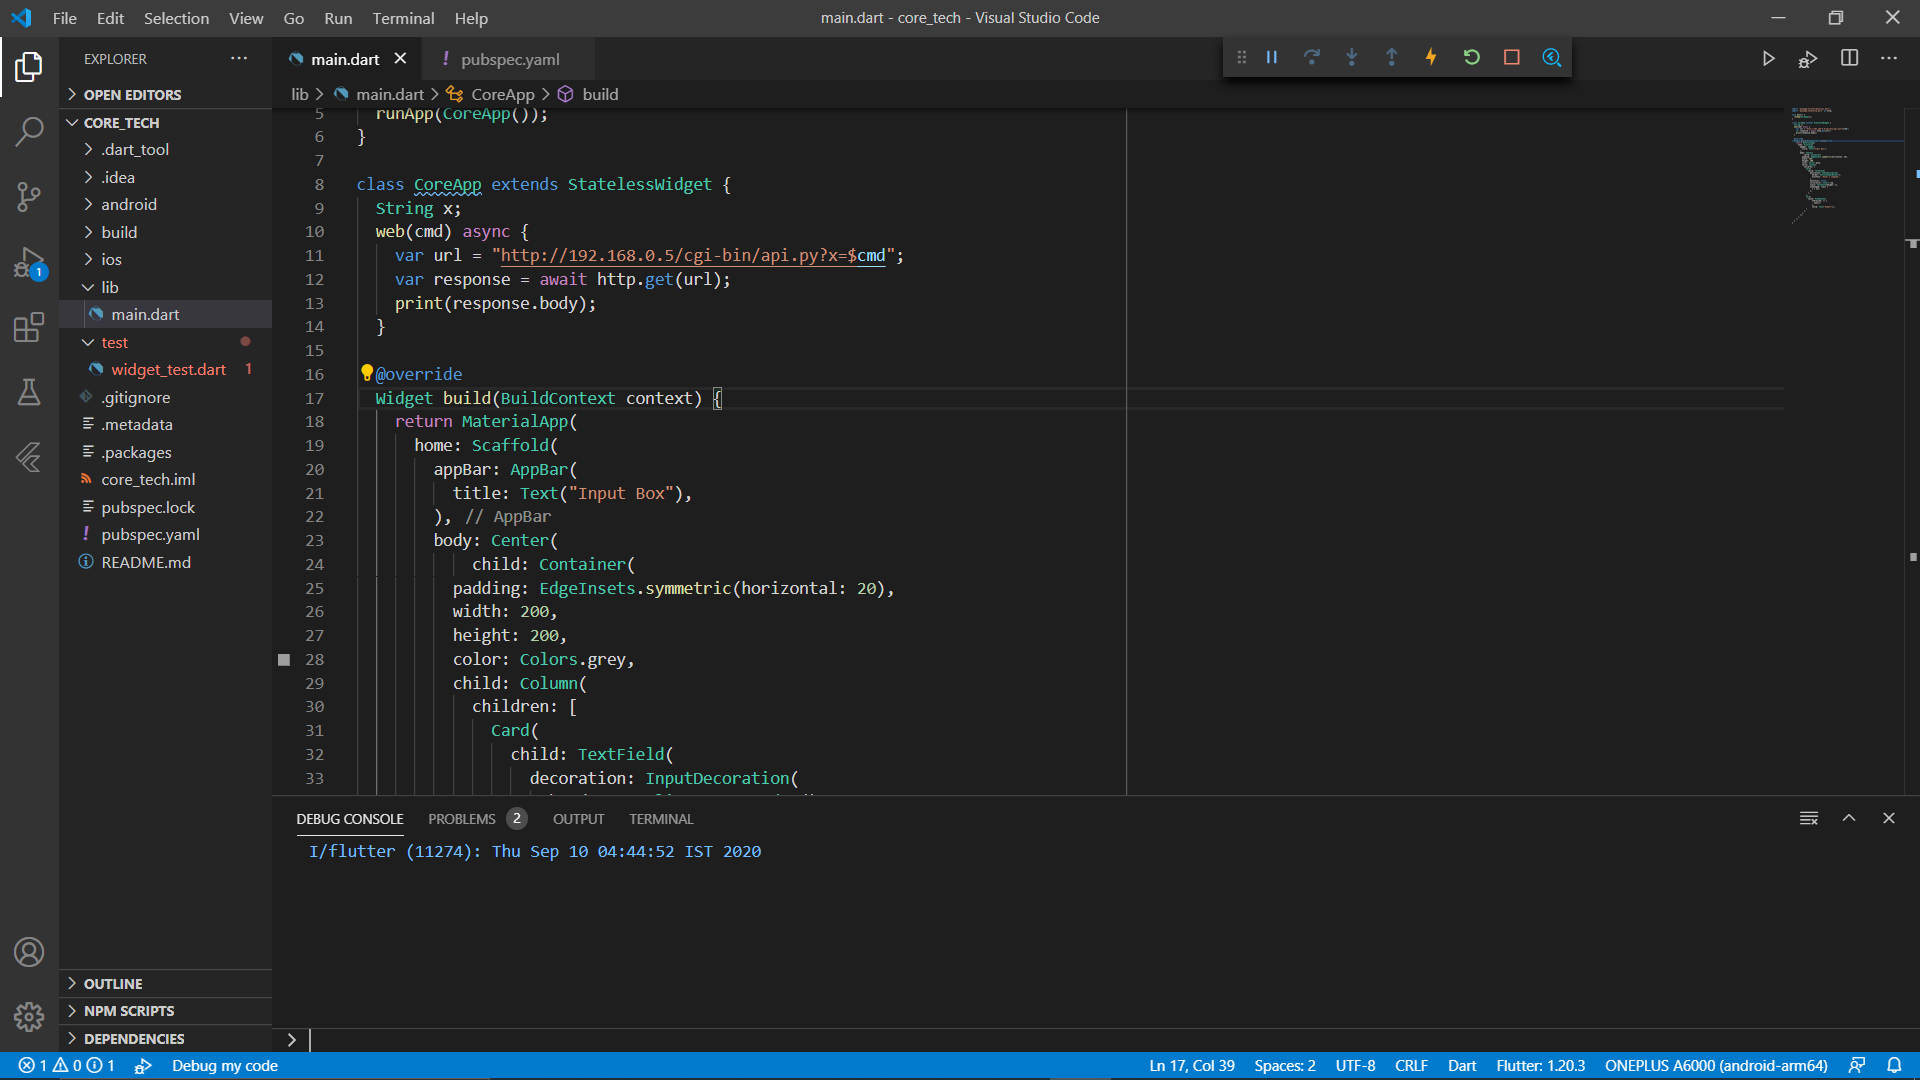 File Edit Selection View Go Run Terminal Help
main.dart - core_tech - Visual Studio Code
EXPLORER
OPEN EDITORS
CORE_TECH
.dart_tool
.idea
android
build
ios
lib
main.dart
test
widget_test.dart 1
.gitignore
.metadata
.packages
core_tech.iml
pubspec.lock
! pubspec.yaml
README.md
OUTLINE
NPM SCRIPTS
DEPENDENCIES
1
main.dart
! pubspec.yaml
lib > main.dart > CoreApp > build
5 runApp(CoreApp());
6 }
7
8 class CoreApp extends StatelessWidget {
9 String x;
10 web(cmd) async {
11 var url = "http://192.168.0.5/cgi-bin/api.py?x=$cmd";
12 var response = await http.get(url);
13 print(response.body);
14 }
15
16 @override
17 Widget build(BuildContext context) {
18 return MaterialApp(
19 home: Scaffold(
20 appBar: AppBar(
21 title: Text("Input Box"),
22 ), // AppBar
23 body: Center(
24 child: Container(
25 padding: EdgeInsets.symmetric(horizontal: 20),
26 width: 200,
27 height: 200,
28 color: Colors.grey,
29 child: Column(
30 children: [
31 Card(
32 child: TextField(
33 decoration: InputDecoration(
DEBUG CONSOLE PROBLEMS 2 OUTPUT TERMINAL
I/flutter (11274): Thu Sep 10 04:44:52 IST 2020
>
1 0 1 Debug my code Ln 17, Col 39 Spaces: 2 UTF-8 CRLF Dart Flutter: 1.20.3 ONEPLUS A6000 (android-arm64)